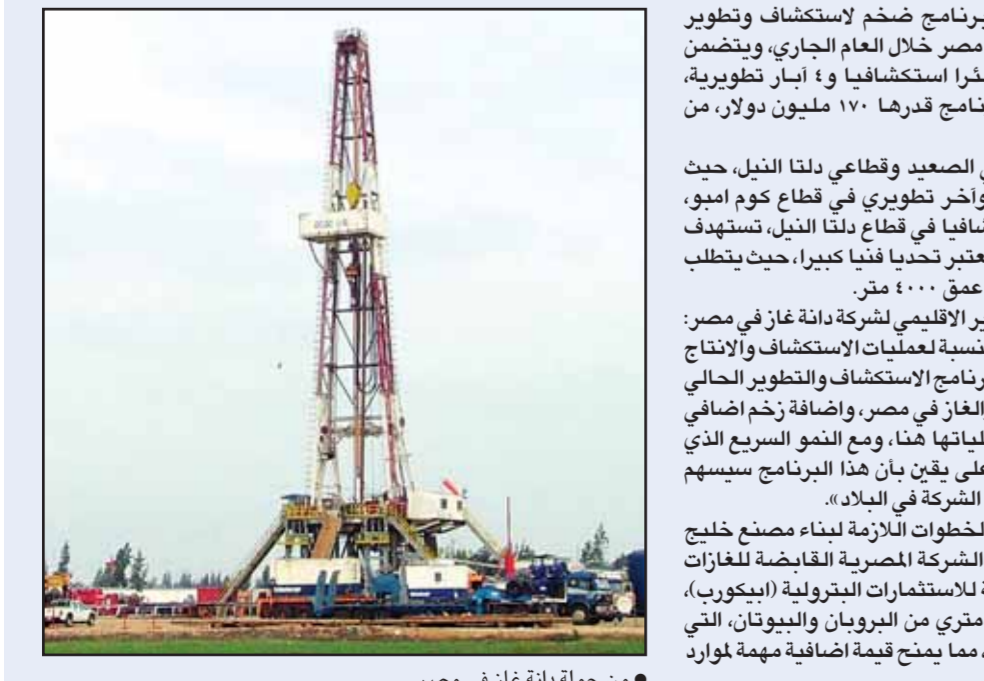 برنامج ضخم لاستكشاف وتطوير
مصر خلال العام الجاري، ويتضمن
ئرا استكشافيا و٤ آبار تطويرية،
نامج قدرها ١٧٠ مليون دولار، من
الصعيد وقطاعي دلتا النيل، حيث
وآخر تطويري في قطاع كوم امبو،
شافيا في قطاع دلتا النيل، تستهدف
عتبر تحديا فنيا كبيرا، حيث يتطلب
عمق ٤٠٠٠ متر.
ير الاقليمي لشركة دانة غاز في مصر:
نسبة لعمليات الاستكشاف والانتاج
رنامج الاستكشاف والتطوير الحالي
الغاز في مصر، واضافة زخم اضافي
لياتها هنا، ومع النمو السريع الذي
على يقين بأن هذا البرنامج سيسهم
الشركة في البلاد».
لخطوات اللازمة لبناء مصنع خليج
الشركة المصرية القابضة للغازات
ة للاستثمارات البترولية (ابيكورب)،
متري من البروبان والبيوتان، التي
، مما يمنح قيمة اضافية مهمة لموارد
● من حملة دانة غاز في مصر